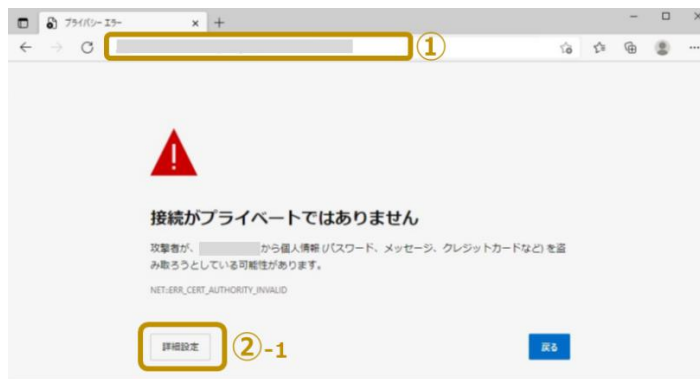 プライバシー エラー
①
接続がプライベートではありません
攻撃者が、 から個人情報 (パスワード、メッセージ、クレジットカードなど) を盗
み取ろうとしている可能性があります。
NET::ERR_CERT_AUTHORITY_INVALID
詳細設定
②-1
戻る